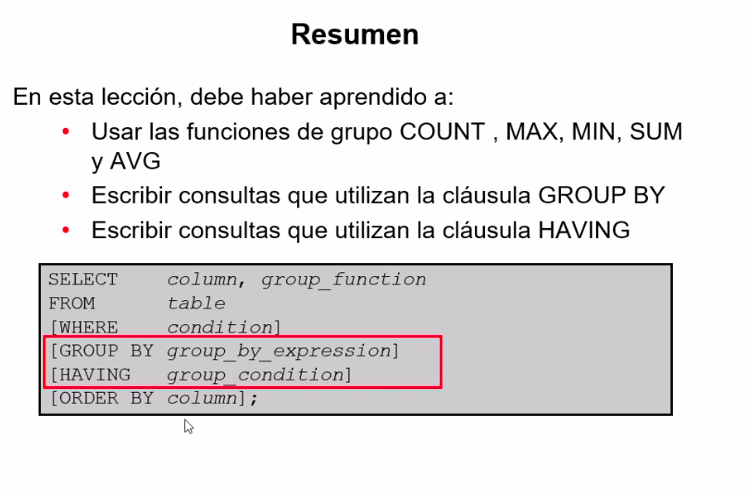 Resumen
En esta lección, debe haber aprendido a:
• Usar las funciones de grupo COUNT , MAX, MIN, SUM
y AVG
• Escribir consultas que utilizan la cláusula GROUP BY
• Escribir consultas que utilizan la cláusula HAVING
SELECT column, group_function
FROM table
[WHERE condition]
[GROUP BY group_by_expression]
[HAVING group_condition]
[ORDER BY column];